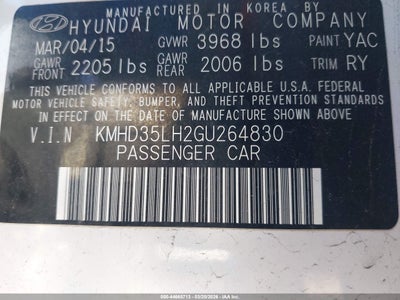 MANUFACTURED IN KOREA BY
HYUNDAI MOTOR COMPANY
MAR/04/15 GVWR 3968 lbs PAINT YAC
GAWR FRONT 2205 lbs GAWR REAR 2006 lbs TRIM RY
THIS VEHICLE CONFORMS TO ALL APPLICABLE U.S.A. FEDERAL
MOTOR VEHICLE SAFETY, BUMPER, AND THEFT PREVENTION
STANDARDS IN EFFECT ON THE DATE OF MANUFACTURE SHOWN ABOVE.
V.I.N KMHD35LH2GU264830
PASSENGER CAR